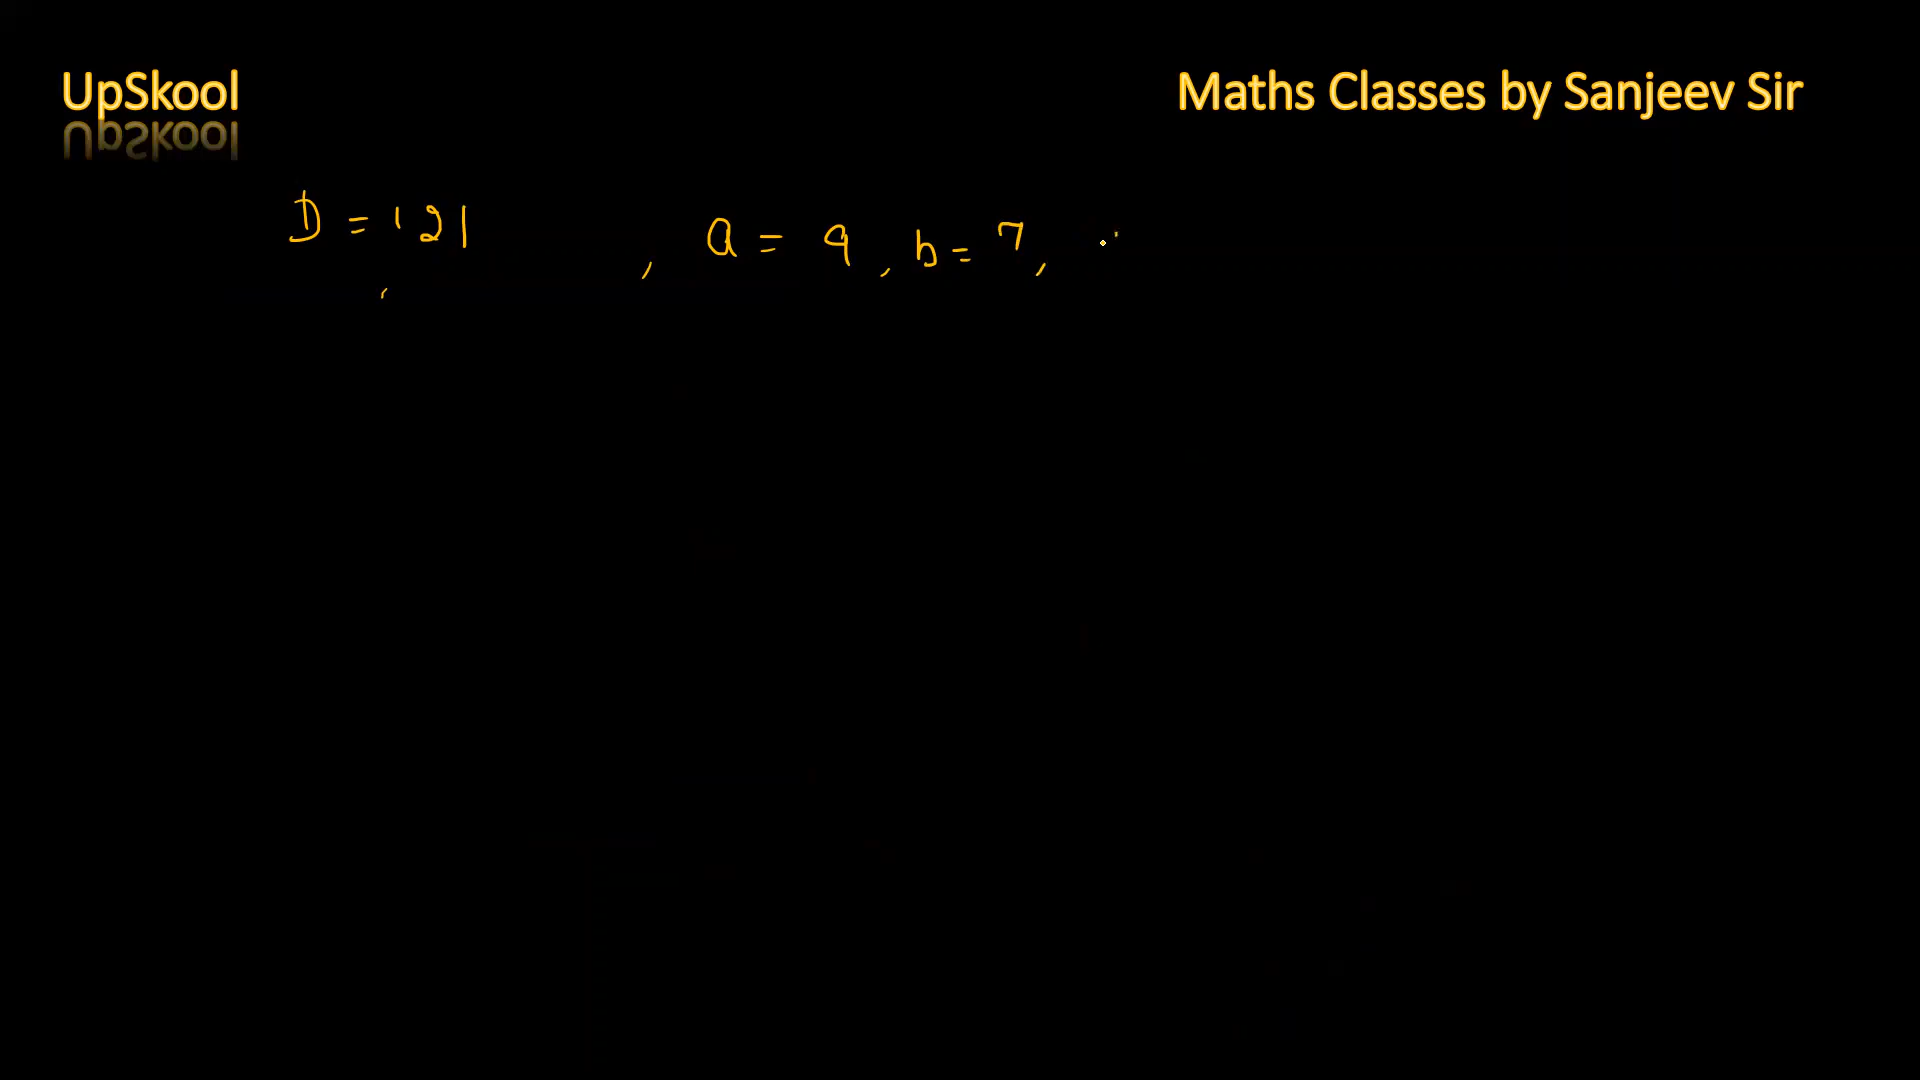 UpSkool
Maths Classes by Sanjeev Sir
D = 121 , a = 9 , b = 7 ,